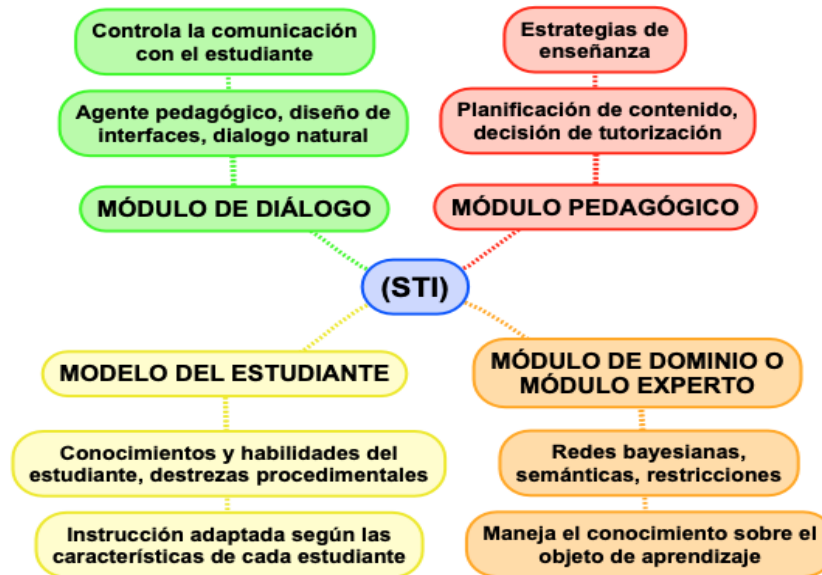 Controla la comunicación
con el estudiante
Agente pedagógico, diseño de
interfaces, dialogo natural
MÓDULO DE DIÁLOGO
Estrategias de
enseñanza
Planificación de contenido,
decisión de tutorización
MÓDULO PEDAGÓGICO
(STI)
MODELO DEL ESTUDIANTE
Conocimientos y habilidades del
estudiante, destrezas procedimentales
Instrucción adaptada según las
características de cada estudiante
MÓDULO DE DOMINIO O
MÓDULO EXPERTO
Redes bayesianas,
semánticas, restricciones
Maneja el conocimiento sobre el
objeto de aprendizaje